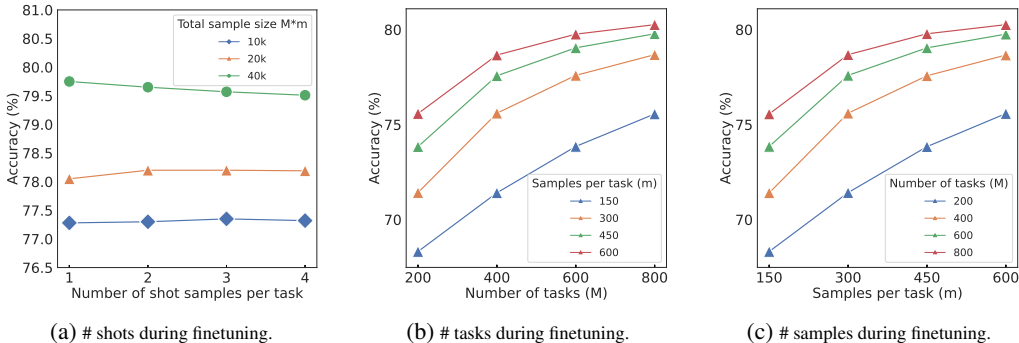 81.0
80.5
80.0
79.5
79.0
78.5
78.0
77.5
77.0
76.5
Accuracy (%)
Total sample size M*m
10k
20k
40k
1 2 3 4
Number of shot samples per task
(a) # shots during finetuning.
80
75
70
Accuracy (%)
Samples per task (m)
150
300
450
600
200 400 600 800
Number of tasks (M)
(b) # tasks during finetuning.
80
75
70
Accuracy (%)
Number of tasks (M)
200
400
600
800
150 300 450 600
Samples per task (m)
(c) # samples during finetuning.